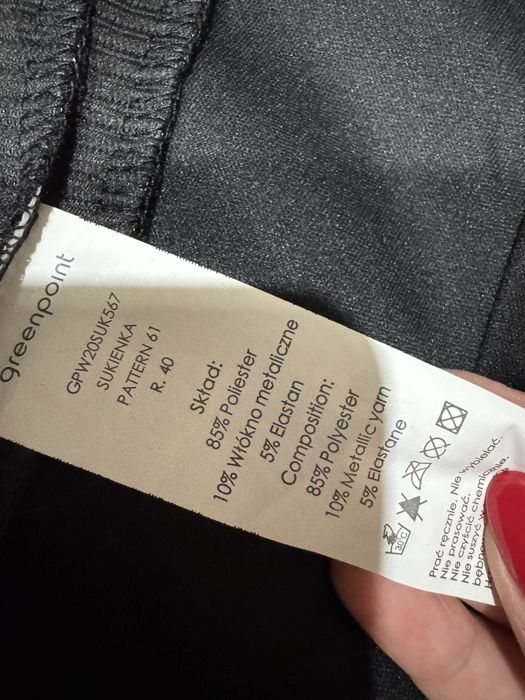 greenpoint
GPW20SUK567
SUKIENKA
PATTERN 61
R. 40
Skład:
85% Poliester
10% Włókno metaliczne
5% Elastan
Composition:
85% Polyester
10% Metallic yarn
5% Elastane
30°C
Prać ręcznie. Nie wybielać.
Nie prasować.
Nie czyścić chemicznie.
Nie suszyć